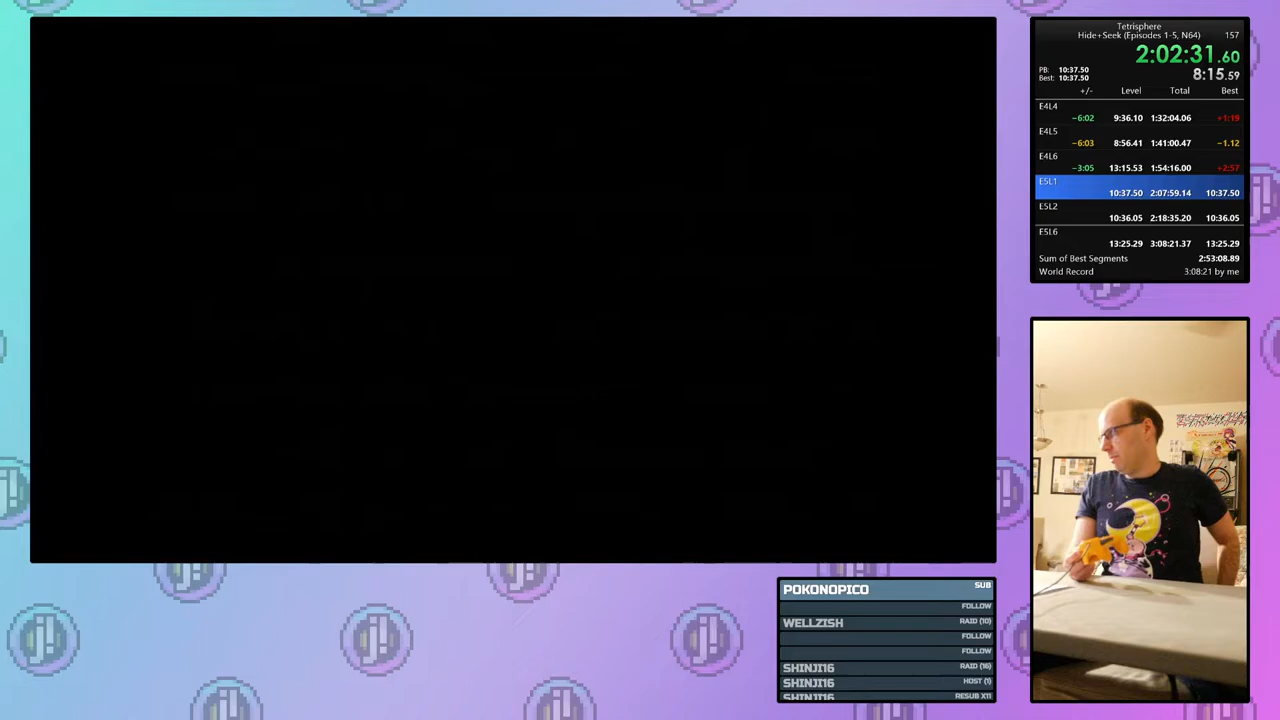 Tetrisphere
Hide+Seek (Episodes 1-5, N64) 157
2:02:31.60
PB: 10:37.50 8:15.59
Best: 10:37.50
+/- Level Total Best
E4L4
-6:02 9:36.10 1:32:04.06 +1:19
E4L5
-6:03 8:56.41 1:41:00.47 -1.12
E4L6
-3:05 13:15.53 1:54:16.00 +2:57
E5L1
10:37.50 2:07:59.14 10:37.50
E5L2
10:36.05 2:18:35.20 10:36.05
E5L6
13:25.29 3:08:21.37 13:25.29
Sum of Best Segments 2:53:08.89
World Record 3:08:21 by me
POKONOPICO SUB
FOLLOW
WELLZISH RAID (10)
FOLLOW
FOLLOW
SHINJI16 RAID (16)
SHINJI16 HOST (1)
SHINJI16 RESUB X11
j!
j!
j!
j!
j!
j!
j!